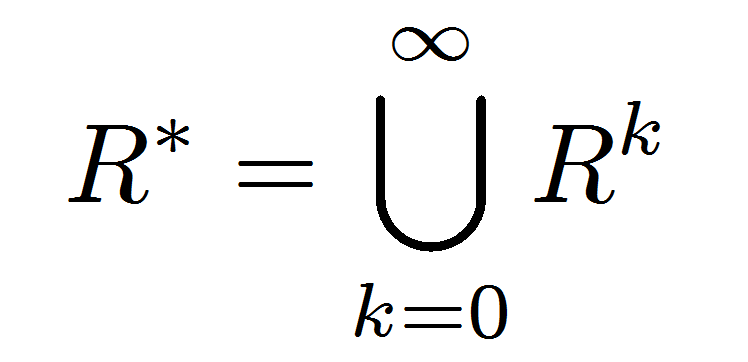 R* = ⋃_{k=0}^{∞} R^k